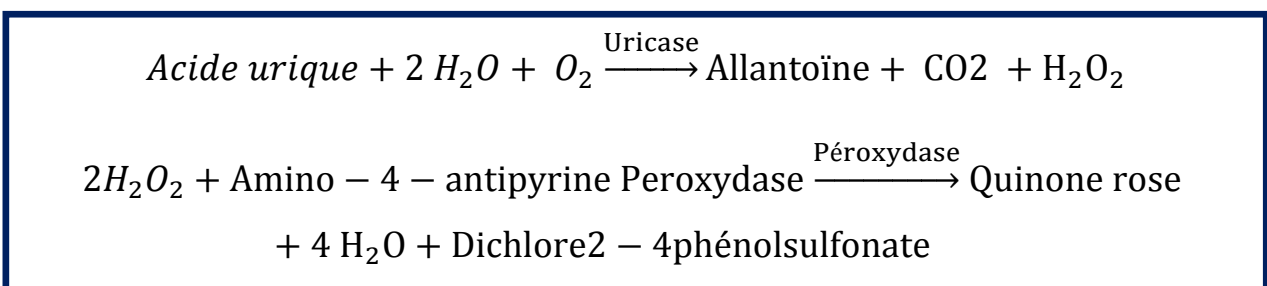 Acide urique + 2 H₂O + O₂ ⟶ Uricase Allantoïne + CO2 + H₂O₂
2H₂O₂ + Amino − 4 − antipyrine Peroxydase ⟶ Péroxydase Quinone rose
+ 4 H₂O + Dichlore2 − 4phénolsulfonate